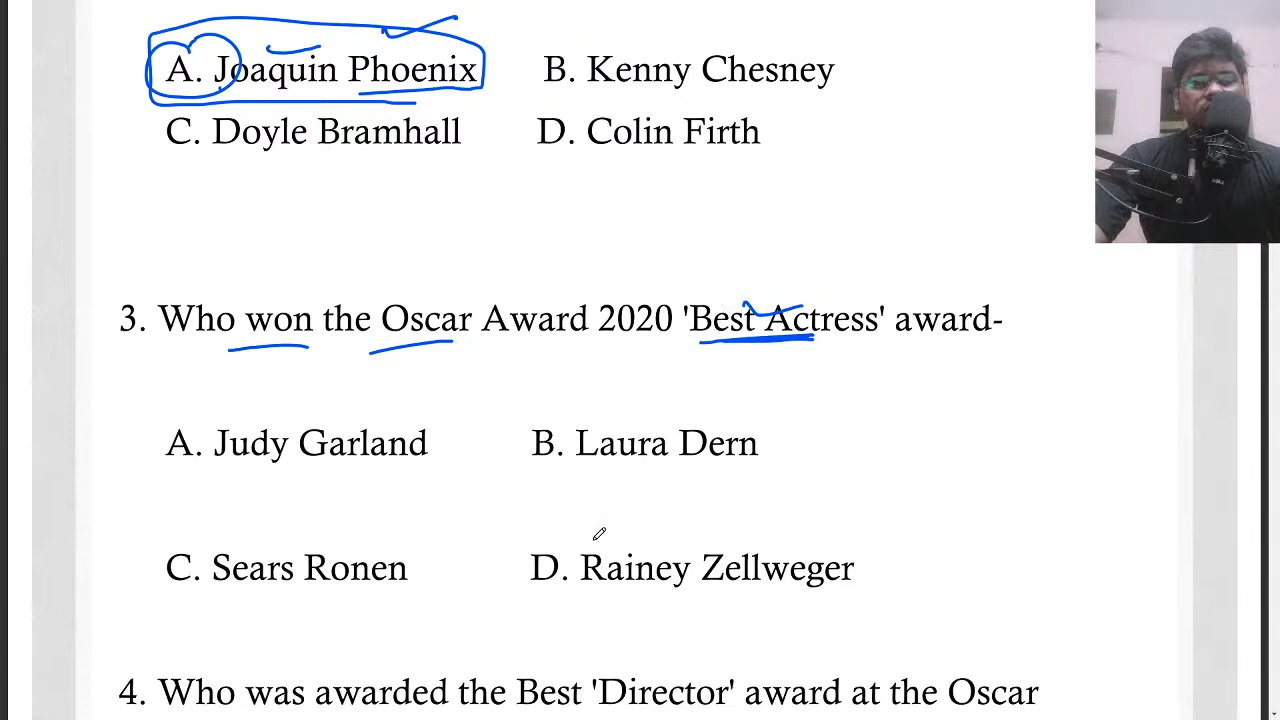 A. Joaquin Phoenix B. Kenny Chesney
C. Doyle Bramhall D. Colin Firth
3. Who won the Oscar Award 2020 'Best Actress' award-
A. Judy Garland B. Laura Dern
C. Sears Ronen D. Rainey Zellweger
4. Who was awarded the Best 'Director' award at the Oscar